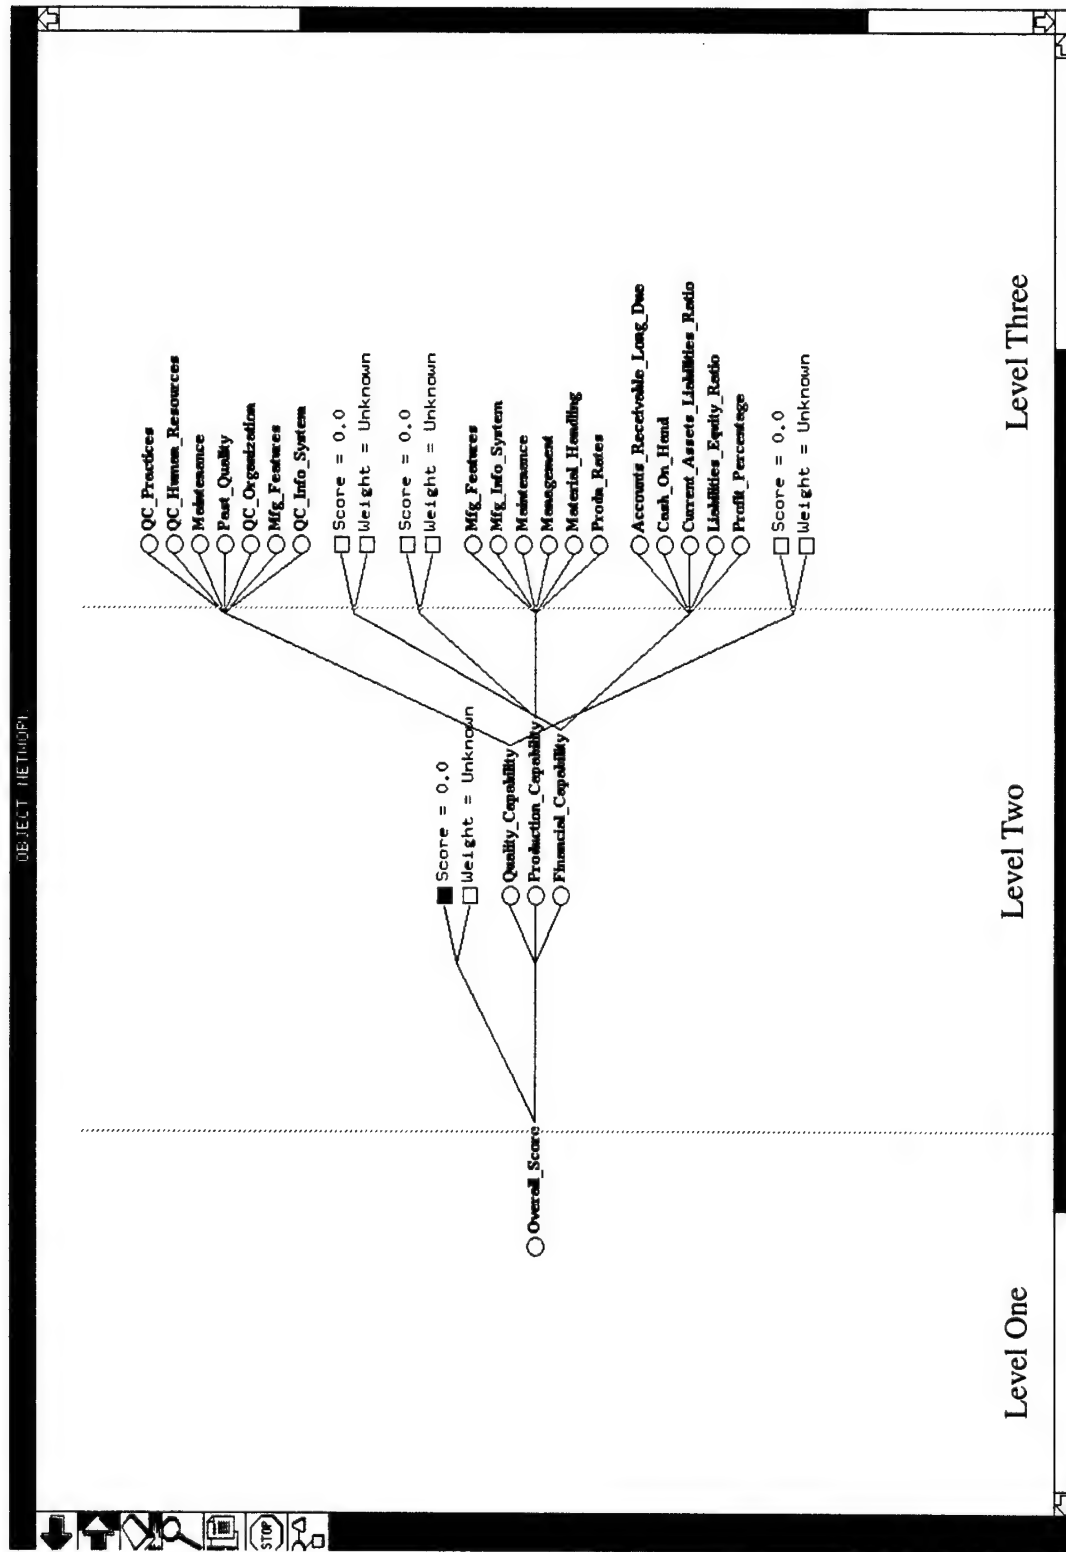 OBJECT NETWORK
QC_Practices
QC_Human_Resources
Maintenance
Past_Quality
QC_Organization
Mfg_Features
QC_Info_System
Score = 0.0
Weight = Unknown
Score = 0.0
Weight = Unknown
Score = 0.0
Weight = Unknown
Mfg_Features
Mfg_Info_System
Maintenance
Management
Material_Handling
Prodn_Rates
Quality_Capability
Production_Capability
Financial_Capability
Overall_Score
Accounts_Receivable_Long_Due
Cash_On_Hand
Current_Assets_Liabilities_Ratio
Liabilities_Equity_Ratio
Profit_Percentage
Score = 0.0
Weight = Unknown
STOP
Level One
Level Two
Level Three